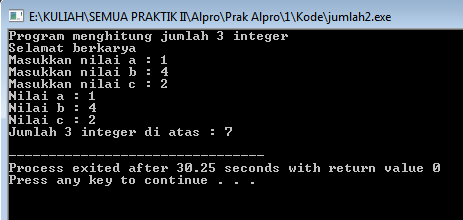 E:\KULIAH\SEMUA PRAKTIK II\Alpro\Prak Alpro\1\Kode\jumlah2.exe
Program menghitung jumlah 3 integer
Selamat berkarya
Masukkan nilai a : 1
Masukkan nilai b : 4
Masukkan nilai c : 2
Nilai a : 1
Nilai b : 4
Nilai c : 2
Jumlah 3 integer di atas : 7
--------------------------------
Process exited after 30.25 seconds with return value 0
Press any key to continue . . .